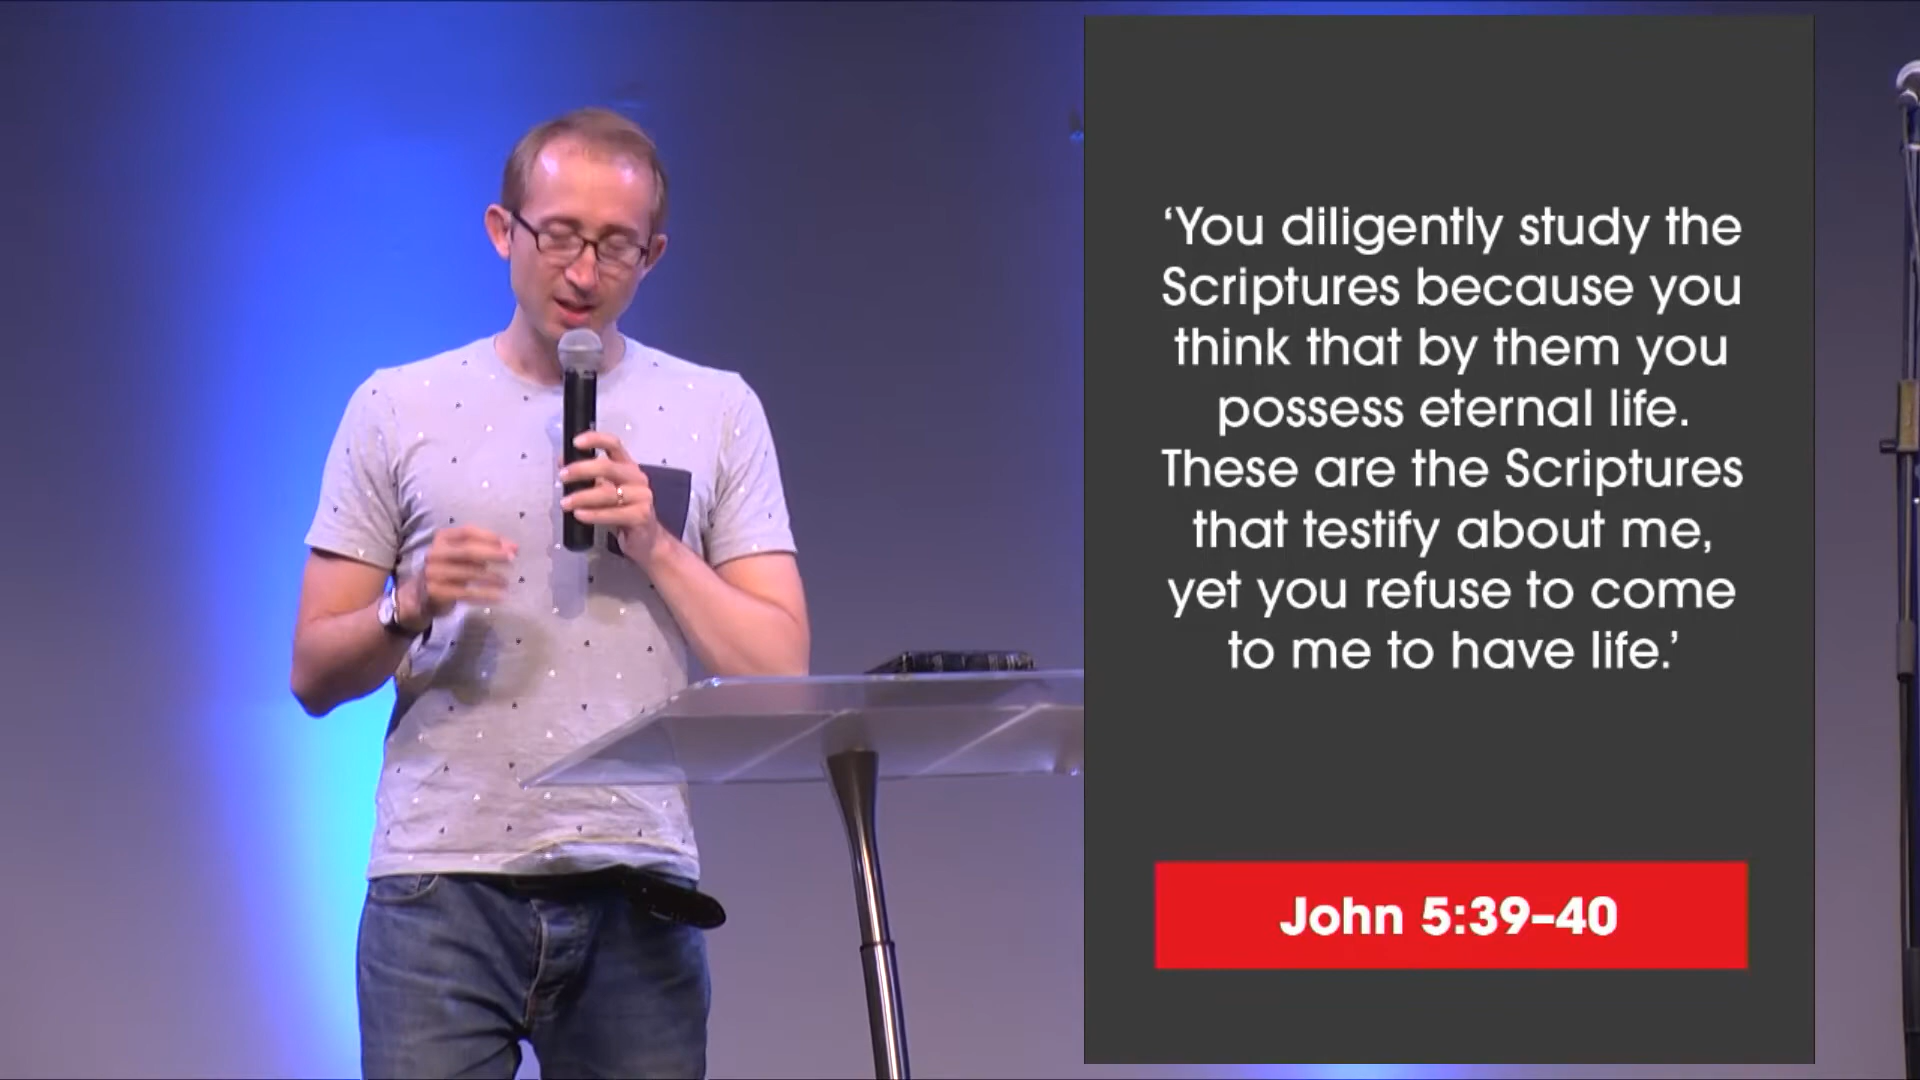 ‘You diligently study the
Scriptures because you
think that by them you
possess eternal life.
These are the Scriptures
that testify about me,
yet you refuse to come
to me to have life.’
John 5:39–40